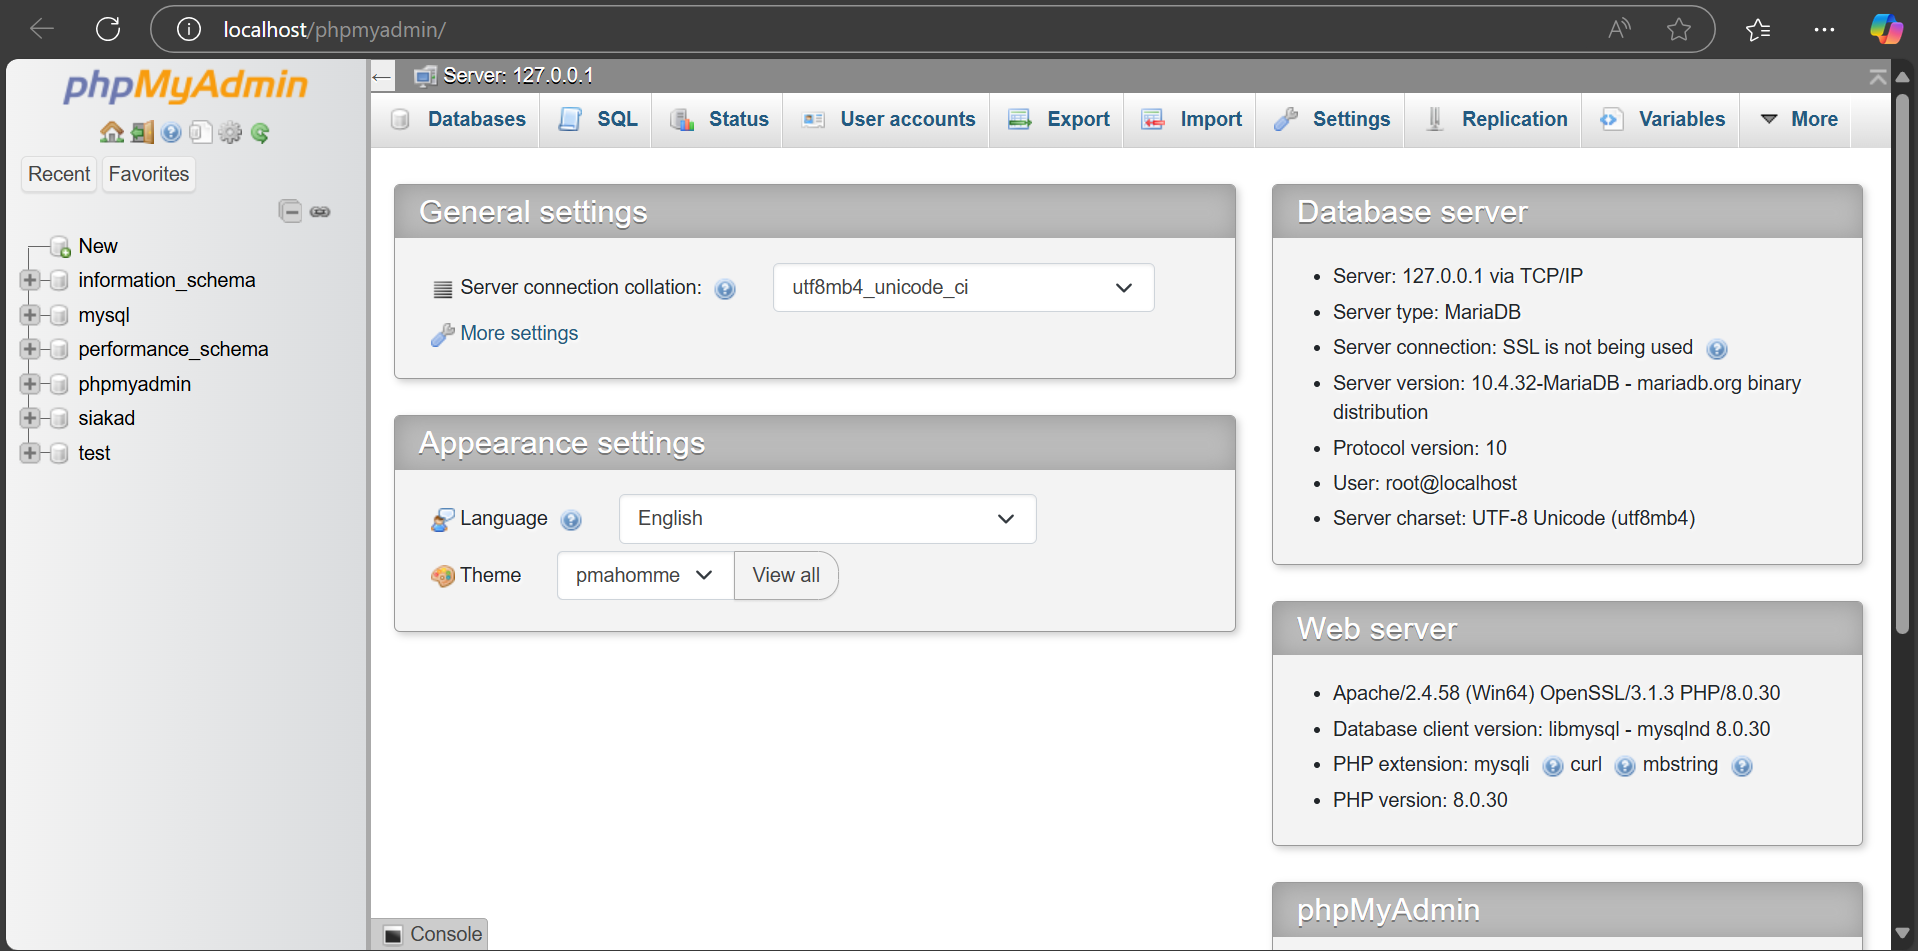 localhost/phpmyadmin/
phpMyAdmin
Recent Favorites
New
information_schema
mysql
performance_schema
phpmyadmin
siakad
test
Server: 127.0.0.1
Databases SQL Status User accounts Export Import Settings Replication Variables More
General settings
Server connection collation: utf8mb4_unicode_ci
More settings
Appearance settings
Language English
Theme pmahomme View all
Database server
Server: 127.0.0.1 via TCP/IP
Server type: MariaDB
Server connection: SSL is not being used
Server version: 10.4.32-MariaDB - mariadb.org binary
distribution
Protocol version: 10
User: root@localhost
Server charset: UTF-8 Unicode (utf8mb4)
Web server
Apache/2.4.58 (Win64) OpenSSL/3.1.3 PHP/8.0.30
Database client version: libmysql - mysqlnd 8.0.30
PHP extension: mysqli curl mbstring
PHP version: 8.0.30
phpMyAdmin
Console